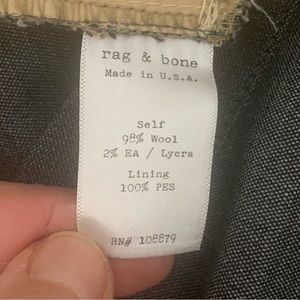 rag & bone
Made in U.S.A.
Self
98% Wool
2% EA / Lycra
Lining
100% PES
RN# 108879